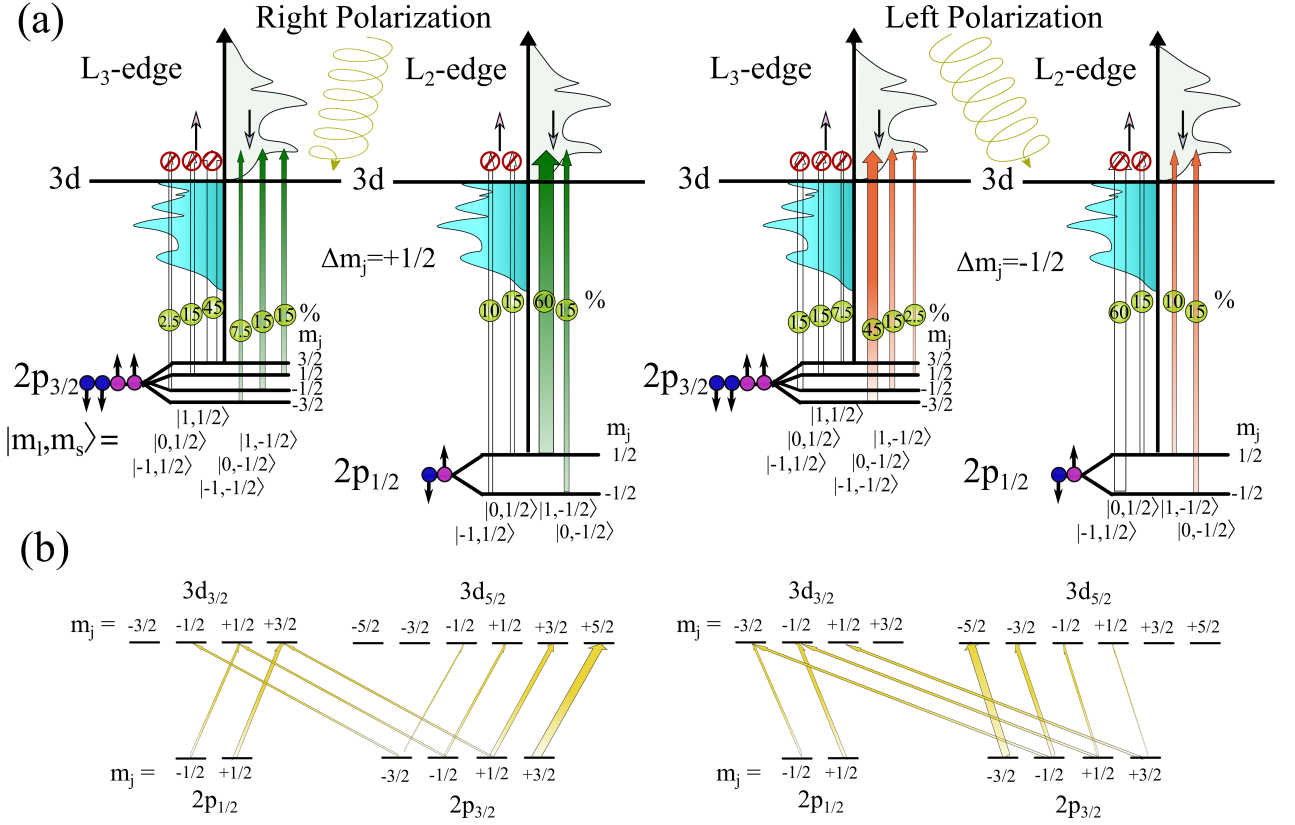 (a)
Right Polarization
Left Polarization
L3-edge
L2-edge
L3-edge
L2-edge
3d
3d
3d
Δmj=+1/2
Δmj=-1/2
2.5 15 45 7.5 15 15 %
10 15 60 15 %
15 15 7.5 45 15 2.5 %
60 15 10 15 %
mj
3/2
1/2
-1/2
-3/2
2p3/2
mj
3/2
1/2
-1/2
-3/2
2p3/2
|ml,ms⟩=
|1,1/2⟩
|0,1/2⟩
|-1,1/2⟩
|1,-1/2⟩
|0,-1/2⟩
|-1,-1/2⟩
mj
1/2
-1/2
2p1/2
|0,1/2⟩
|-1,1/2⟩
|1,-1/2⟩
|0,-1/2⟩
|1,1/2⟩
|0,1/2⟩
|-1,1/2⟩
|1,-1/2⟩
|0,-1/2⟩
|-1,-1/2⟩
mj
1/2
-1/2
2p1/2
|0,1/2⟩
|-1,1/2⟩
|1,-1/2⟩
|0,-1/2⟩
(b)
3d3/2
3d5/2
3d3/2
3d5/2
mj = -3/2 -1/2 +1/2 +3/2 -5/2 -3/2 -1/2 +1/2 +3/2 +5/2
mj = -3/2 -1/2 +1/2 +3/2 -5/2 -3/2 -1/2 +1/2 +3/2 +5/2
mj = -1/2 +1/2 -3/2 -1/2 +1/2 +3/2
mj = -1/2 +1/2 -3/2 -1/2 +1/2 +3/2
2p1/2
2p3/2
2p1/2
2p3/2